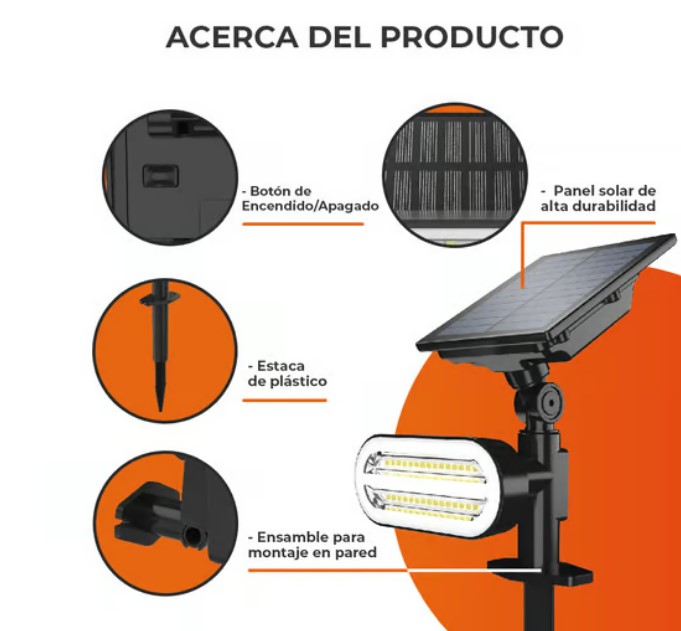 ACERCA DEL PRODUCTO
- Botón de
Encendido/Apagado
- Panel solar de
alta durabilidad
- Estaca
de plástico
- Ensamble para
montaje en pared